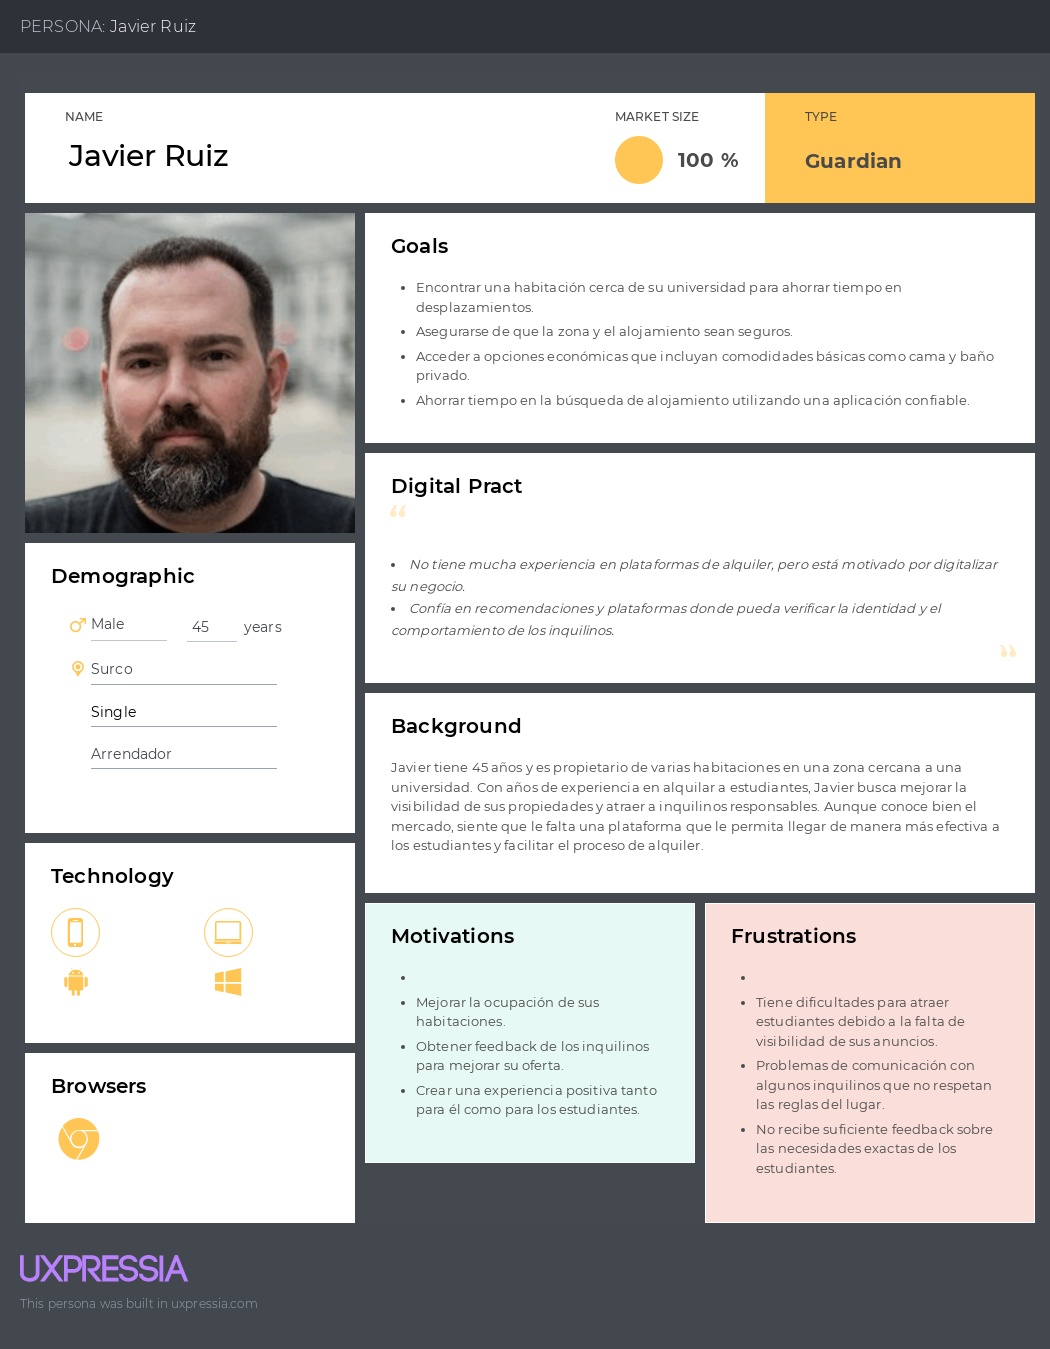 PERSONA: Javier Ruiz
NAME
Javier Ruiz
MARKET SIZE
100 %
TYPE
Guardian
Goals
• Encontrar una habitación cerca de su universidad para ahorrar tiempo en
desplazamientos.
• Asegurarse de que la zona y el alojamiento sean seguros.
• Acceder a opciones económicas que incluyan comodidades básicas como cama y baño
privado.
• Ahorrar tiempo en la búsqueda de alojamiento utilizando una aplicación confiable.
Digital Pract
“
• No tiene mucha experiencia en plataformas de alquiler, pero está motivado por digitalizar
su negocio.
• Confía en recomendaciones y plataformas donde pueda verificar la identidad y el
comportamiento de los inquilinos.
”
Demographic
Male
45 years
Surco
Single
Arrendador
Background
Javier tiene 45 años y es propietario de varias habitaciones en una zona cercana a una
universidad. Con años de experiencia en alquilar a estudiantes, Javier busca mejorar la
visibilidad de sus propiedades y atraer a inquilinos responsables. Aunque conoce bien el
mercado, siente que le falta una plataforma que le permita llegar de manera más efectiva a
los estudiantes y facilitar el proceso de alquiler.
Technology
Browsers
Motivations
•
• Mejorar la ocupación de sus
habitaciones.
• Obtener feedback de los inquilinos
para mejorar su oferta.
• Crear una experiencia positiva tanto
para él como para los estudiantes.
Frustrations
•
• Tiene dificultades para atraer
estudiantes debido a la falta de
visibilidad de sus anuncios.
• Problemas de comunicación con
algunos inquilinos que no respetan
las reglas del lugar.
• No recibe suficiente feedback sobre
las necesidades exactas de los
estudiantes.
UXPRESSIA
This persona was built in uxpressia.com